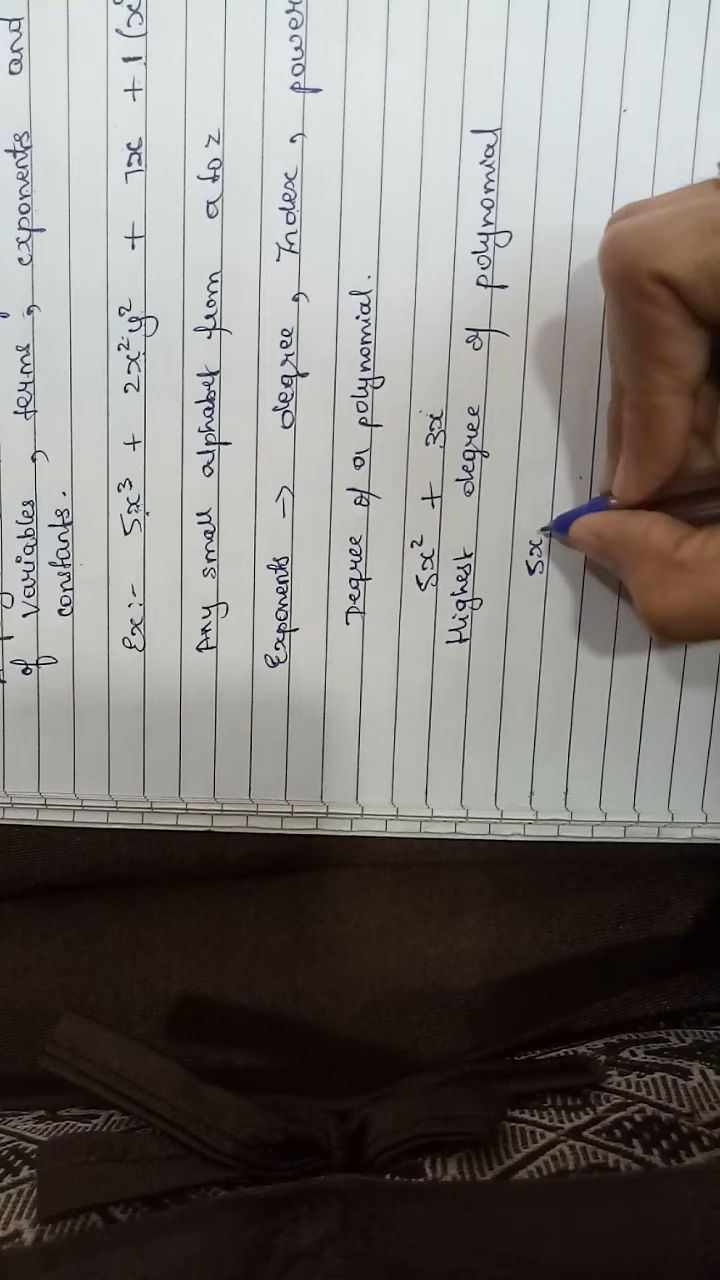 of variables, terms, exponents and
constants.
Ex:- 5x³ + 2x²y² + 7x + 1 (x
Any small alphabet from a to z
Exponents → degree, Index, power
Degree of a polynomial.
5x² + 3x
Highest degree of polynomial
5x